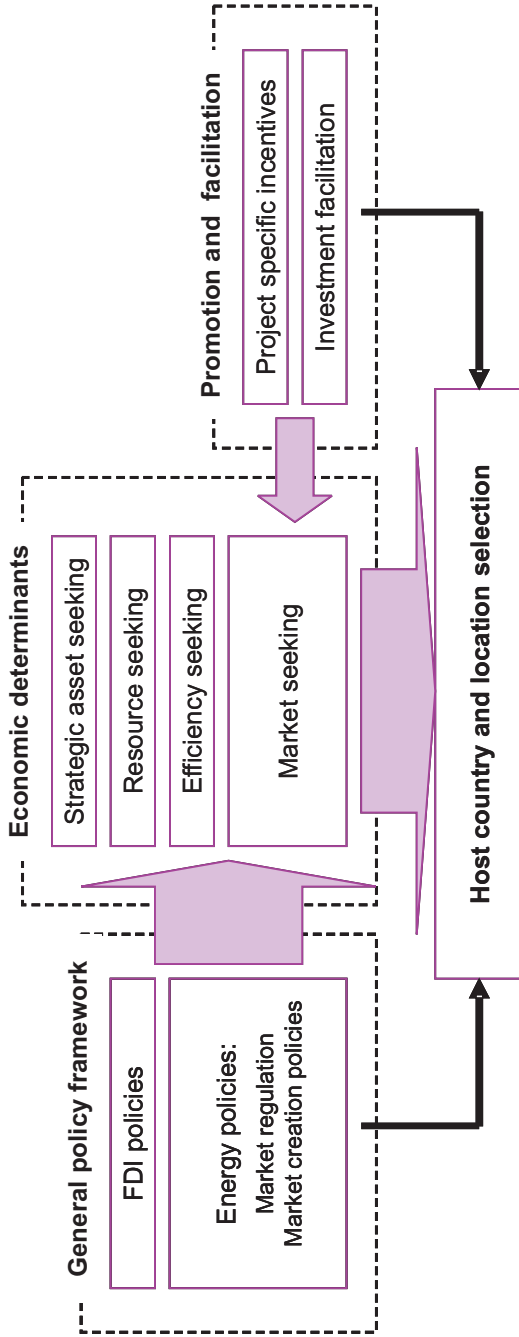 General policy framework
FDI policies
Energy policies:
Market regulation
Market creation policies
Economic determinants
Strategic asset seeking
Resource seeking
Efficiency seeking
Market seeking
Promotion and facilitation
Project specific incentives
Investment facilitation
Host country and location selection